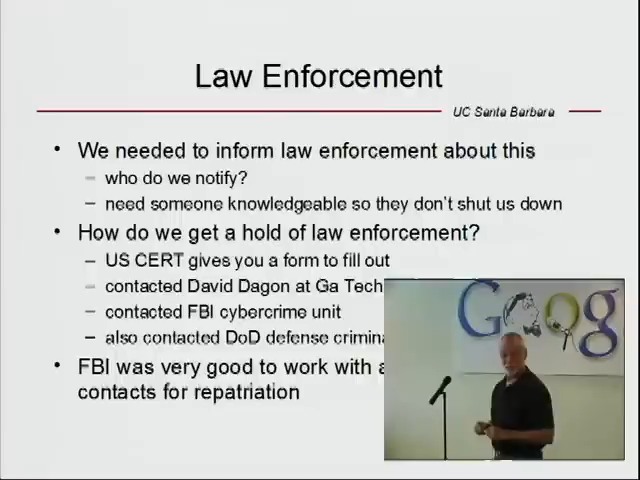 Law Enforcement
UC Santa Barbara
• We needed to inform law enforcement about this
– who do we notify?
– need someone knowledgeable so they don't shut us down
• How do we get a hold of law enforcement?
– US CERT gives you a form to fill out
– contacted David Dagon at Ga Tech
– contacted FBI cybercrime unit
– also contacted DoD defense
• FBI was very good to work with
contacts for repatriation
Goog